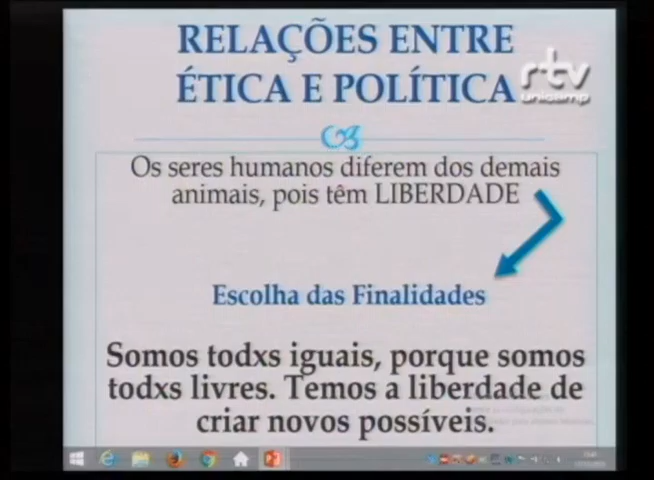 RELAÇÕES ENTRE
ÉTICA E POLÍTICA
rtv
unicamp
Os seres humanos diferem dos demais
animais, pois têm LIBERDADE
Escolha das Finalidades
Somos todxs iguais, porque somos
todxs livres. Temos a liberdade de
criar novos possíveis.